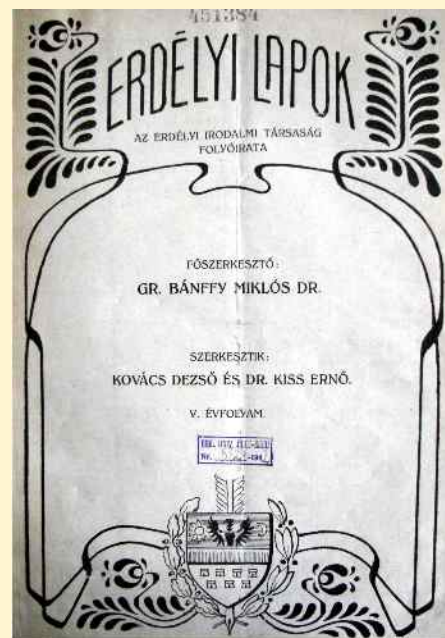 451384
ERDÉLYI LAPOK
AZ ERDÉLYI IRODALMI TÁRSASÁG
FOLYÓIRATA
FŐSZERKESZTŐ:
GR. BÁNFFY MIKLÓS DR.
SZERKESZTIK:
KOVÁCS DEZSŐ ÉS DR. KISS ERNŐ.
V. ÉVFOLYAM.
Nr.